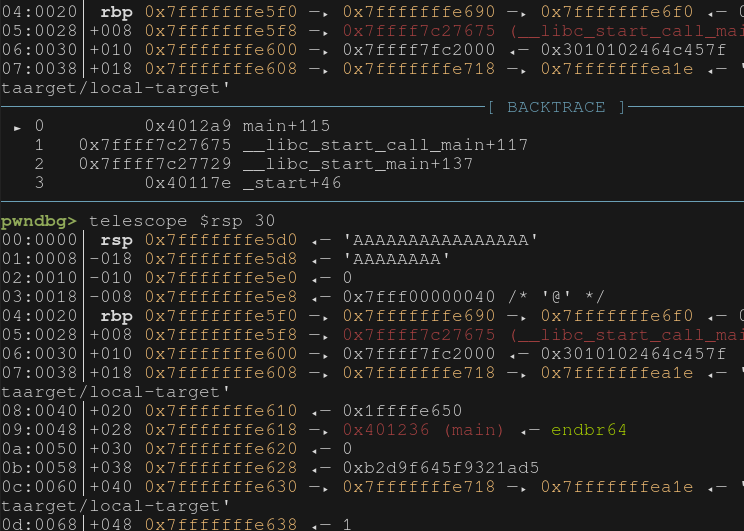 04:0020│ rbp 0x7fffffffe5f0 —▸ 0x7fffffffe690 —▸ 0x7fffffffe6f0 ◂— 0
05:0028│ +008 0x7fffffffe5f8 —▸ 0x7ffff7c27675 (__libc_start_call_mai
06:0030│ +010 0x7fffffffe600 —▸ 0x7ffff7fc2000 ◂— 0x3010102464c457f
07:0038│ +018 0x7fffffffe608 —▸ 0x7fffffffe718 —▸ 0x7fffffffea1e ◂— '
taarget/local-target'
[ BACKTRACE ]
► 0 0x4012a9 main+115
1 0x7ffff7c27675 __libc_start_call_main+117
2 0x7ffff7c27729 __libc_start_main+137
3 0x40117e _start+46
pwndbg> telescope $rsp 30
00:0000│ rsp 0x7fffffffe5d0 ◂— 'AAAAAAAAAAAAAAAA'
01:0008│ -018 0x7fffffffe5d8 ◂— 'AAAAAAAA'
02:0010│ -010 0x7fffffffe5e0 ◂— 0
03:0018│ -008 0x7fffffffe5e8 ◂— 0x7fff00000040 /* '@' */
04:0020│ rbp 0x7fffffffe5f0 —▸ 0x7fffffffe690 —▸ 0x7fffffffe6f0 ◂— 0
05:0028│ +008 0x7fffffffe5f8 —▸ 0x7ffff7c27675 (__libc_start_call_mai
06:0030│ +010 0x7fffffffe600 —▸ 0x7ffff7fc2000 ◂— 0x3010102464c457f
07:0038│ +018 0x7fffffffe608 —▸ 0x7fffffffe718 —▸ 0x7fffffffea1e ◂— '
taarget/local-target'
08:0040│ +020 0x7fffffffe610 ◂— 0x1ffffe650
09:0048│ +028 0x7fffffffe618 —▸ 0x401236 (main) ◂— endbr64
0a:0050│ +030 0x7fffffffe620 ◂— 0
0b:0058│ +038 0x7fffffffe628 ◂— 0xb2d9f645f9321ad5
0c:0060│ +040 0x7fffffffe630 —▸ 0x7fffffffe718 —▸ 0x7fffffffea1e ◂— '
taarget/local-target'
0d:0068│ +048 0x7fffffffe638 ◂— 1